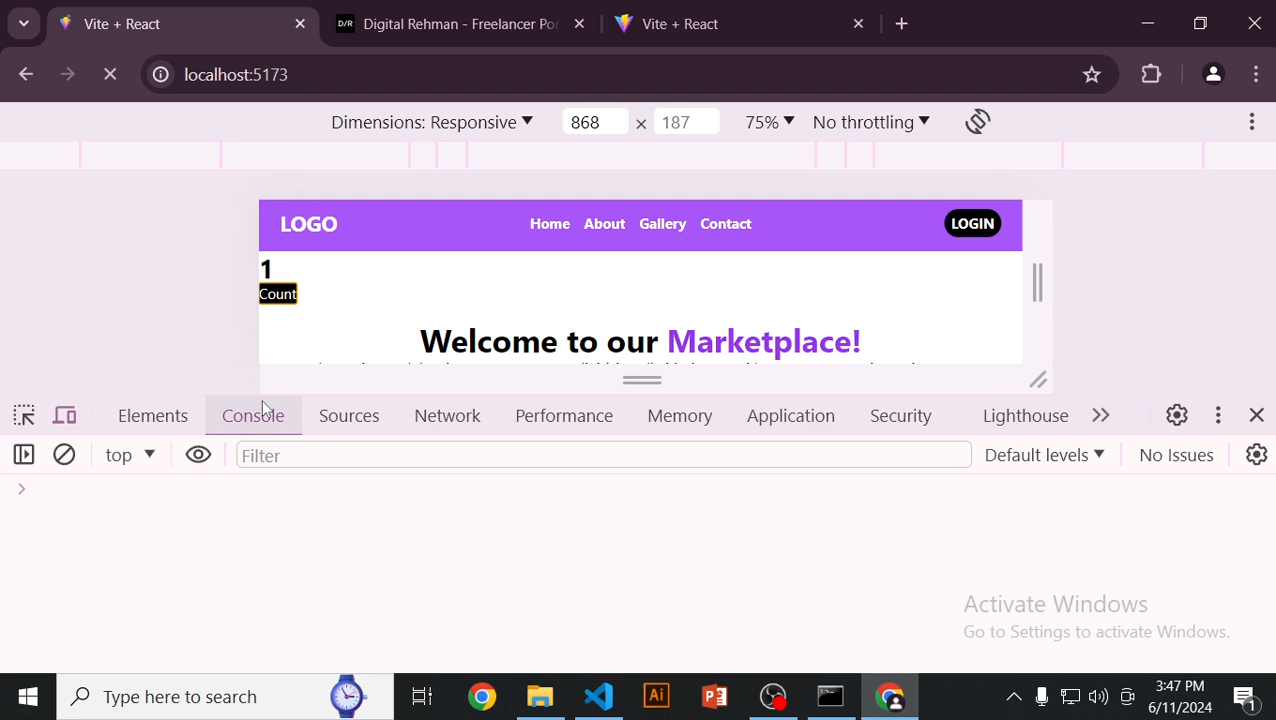 Vite + React
Digital Rehman - Freelancer Por
Vite + React
localhost:5173
Dimensions: Responsive
868 × 187
75%
No throttling
LOGO
Home About Gallery Contact
LOGIN
1
Count
Welcome to our Marketplace!
Elements Console Sources Network Performance Memory Application Security Lighthouse
top
Filter
Default levels
No Issues
Activate Windows
Go to Settings to activate Windows.
Type here to search
3:47 PM
6/11/2024
1